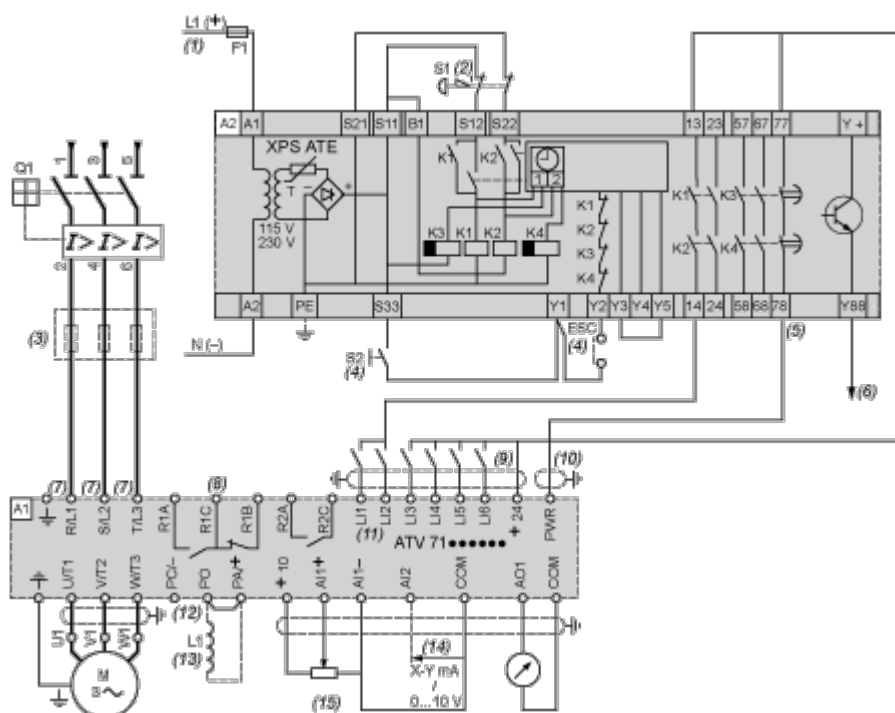 L1 (+)
(1)
F1
S1 (2)
A2 A1 S21 S11 B1 S12 S22 13 23 57 67 77 Y +
XPS ATE
T
+
115 V
230 V
K1 K2
1 2
K3 K1 K2 K4
K1
K2
K3
K4
K1 K3
K2 K4
A2 PE S33 Y1 Y2 Y3 Y4 Y5 14 24 58 68 78 Y88
Q1
1 3 5
I> I> I>
2 4 6
(3)
N (–)
S2
(4)
ESC
(4)
(5)
(6)
(7) (7) (7) (8) (9) (10)
A1
R/L1 S/L2 T/L3 R1A R1C R1B R2A R2C LI1 LI2 LI3 LI4 LI5 LI6 + 24 PWR
(11)
ATV 71●●●●●●
U/T1 V/T2 W/T3 PC/– PO PA/+ + 10 AI1+ AI1– AI2 COM AO1 COM
(12)
U1 V1 W1
L1
(13)
(14)
X-Y mA
/
0...10 V
(15)
M
3